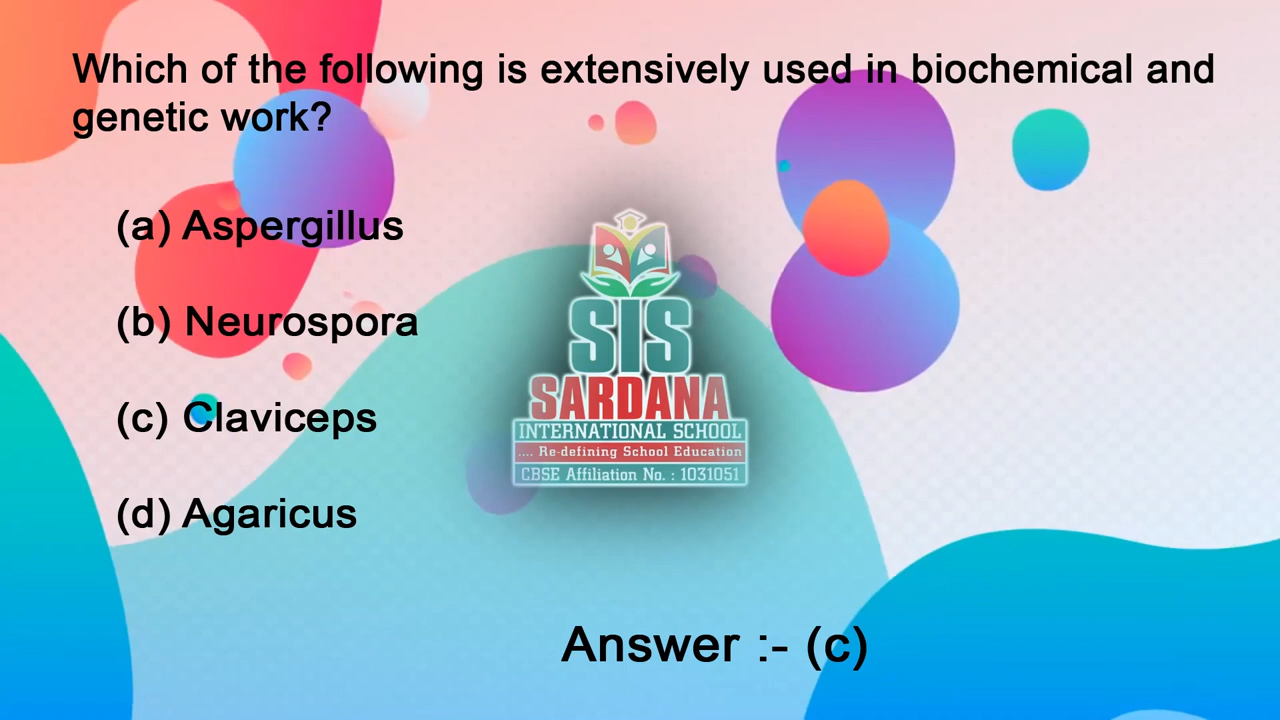 Which of the following is extensively used in biochemical and
genetic work?
(a) Aspergillus
(b) Neurospora
(c) Claviceps
(d) Agaricus
SIS
SARDANA
INTERNATIONAL SCHOOL
.... Re-defining School Education
CBSE Affiliation No. : 1031051
Answer :- (c)